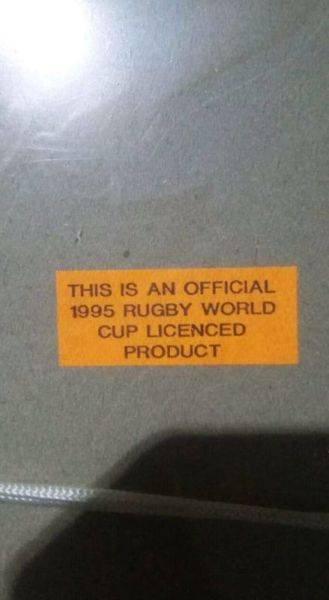 THIS IS AN OFFICIAL
1995 RUGBY WORLD
CUP LICENCED
PRODUCT